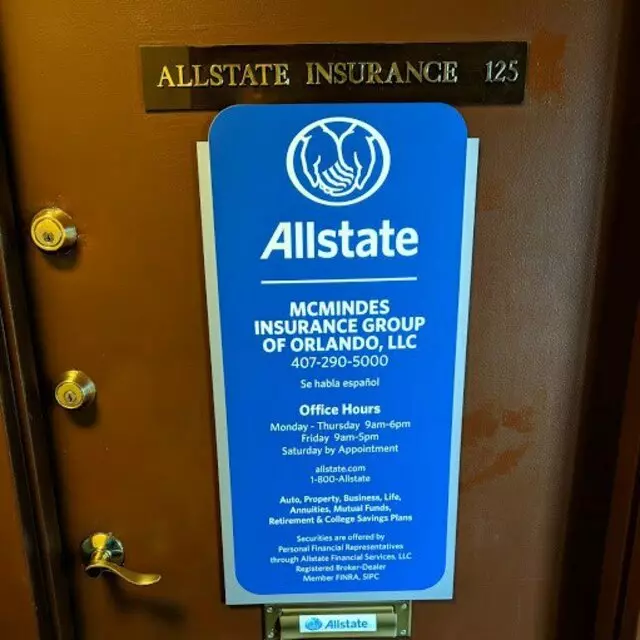 ALLSTATE INSURANCE 125
Allstate
MCMINDES
INSURANCE GROUP
OF ORLANDO, LLC
407-290-5000
Se habla español
Office Hours
Monday - Thursday 9am-6pm
Friday 9am-5pm
Saturday by Appointment
allstate.com
1-800-Allstate
Auto, Property, Business, Life,
Annuities, Mutual Funds,
Retirement & College Savings Plans
Securities are offered by
Personal Financial Representatives
through Allstate Financial Services, LLC
Registered Broker-Dealer
Member FINRA, SIPC
Allstate